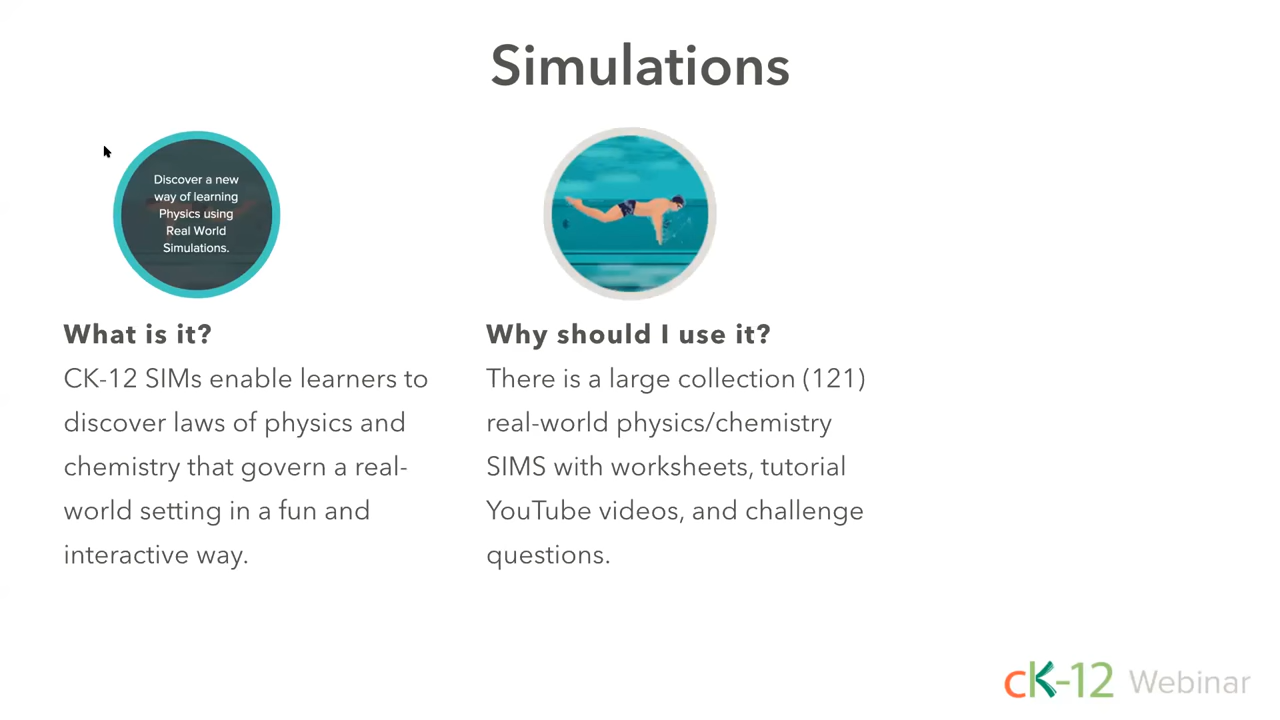 Simulations
Discover a new
way of learning
Physics using
Real World
Simulations.
What is it?
CK-12 SIMs enable learners to
discover laws of physics and
chemistry that govern a real-
world setting in a fun and
interactive way.
Why should I use it?
There is a large collection (121)
real-world physics/chemistry
SIMS with worksheets, tutorial
YouTube videos, and challenge
questions.
cK-12 Webinar